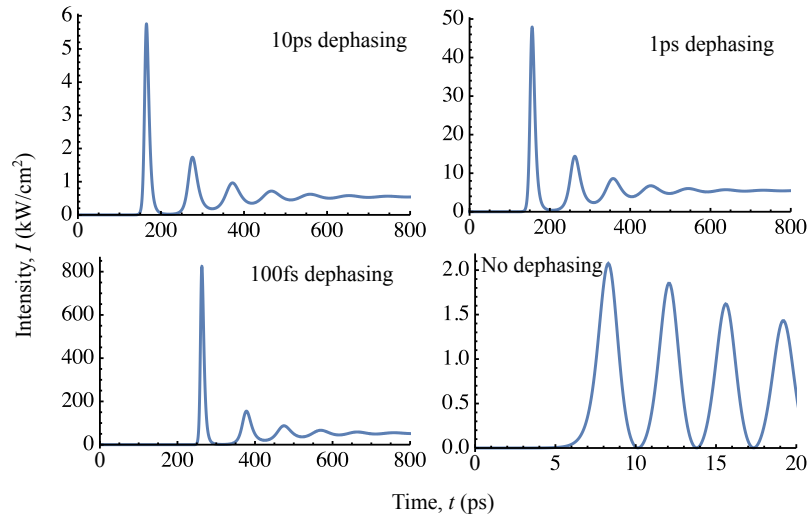 10ps dephasing
6
5
4
3
2
1
0
0 200 400 600 800
1ps dephasing
50
40
30
20
10
0
0 200 400 600 800
Intensity, I (kW/cm²)
100fs dephasing
800
600
400
200
0
0 200 400 600 800
No dephasing
2.0
1.5
1.0
0.5
0.0
0 5 10 15 20
Time, t (ps)